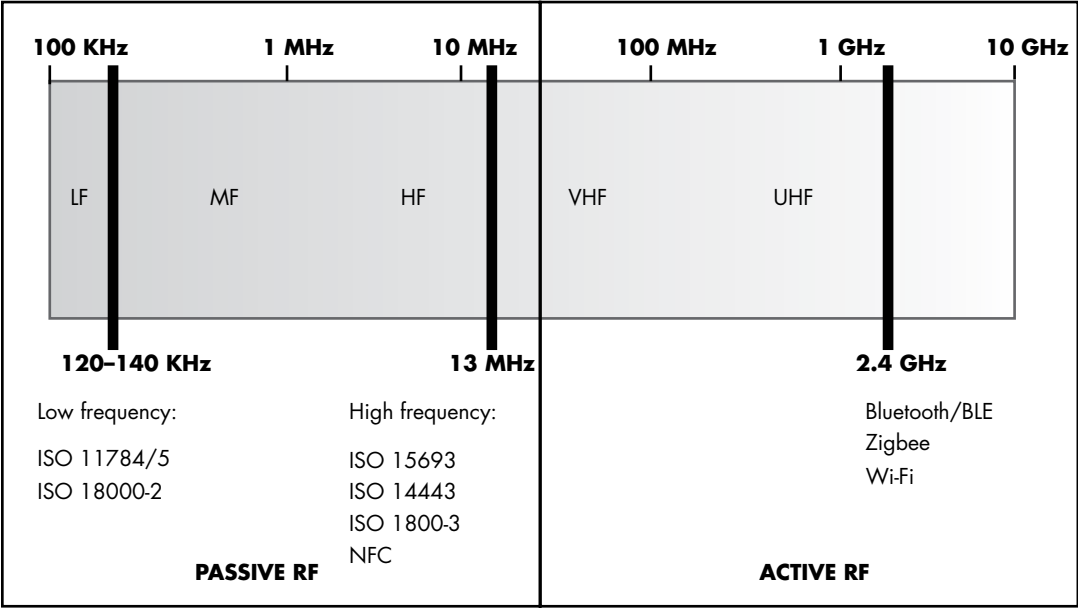 100 KHz 1 MHz 10 MHz 100 MHz 1 GHz 10 GHz
LF MF HF VHF UHF
120–140 KHz 13 MHz 2.4 GHz
Low frequency:
ISO 11784/5
ISO 18000-2
High frequency:
ISO 15693
ISO 14443
ISO 1800-3
NFC
Bluetooth/BLE
Zigbee
Wi-Fi
PASSIVE RF ACTIVE RF